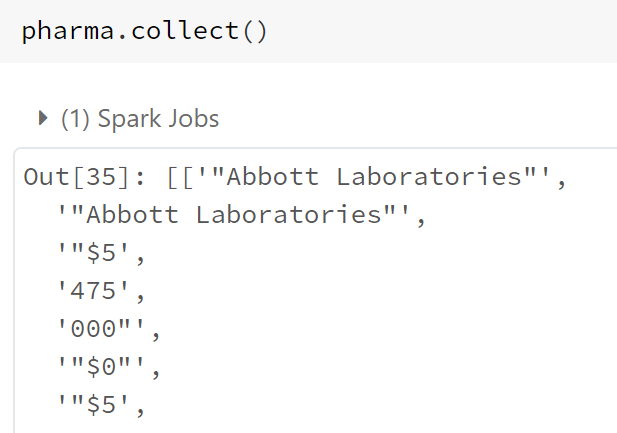 pharma.collect()
(1) Spark Jobs
Out[35]: [['"Abbott Laboratories"',
'"Abbott Laboratories"',
'"$5',
'475',
'000"',
'"$0"',
'"$5',